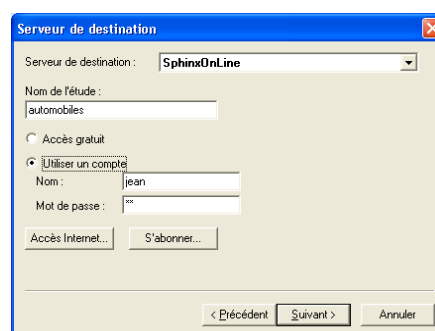 Serveur de destination
Serveur de destination : SphinxOnLine
Nom de l'étude :
automobiles
Accès gratuit
Utiliser un compte
Nom : jean
Mot de passe : **
Accès Internet... S'abonner...
< Précédent Suivant > Annuler